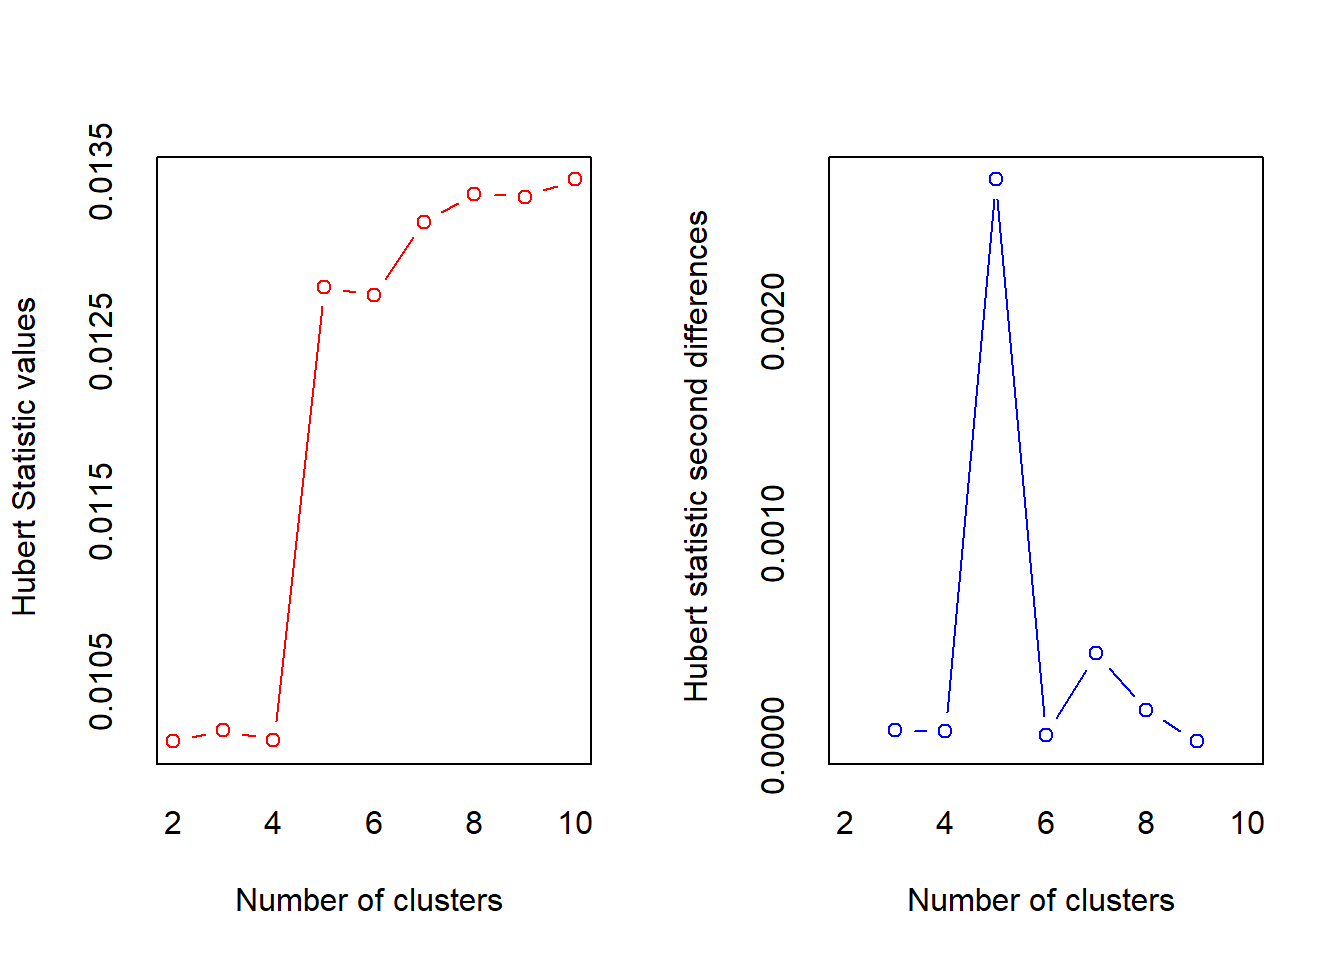 Hubert Statistic values
0.0135
0.0125
0.0115
0.0105
2 4 6 8 10
Number of clusters
Hubert statistic second differences
0.0020
0.0010
0.0000
2 4 6 8 10
Number of clusters